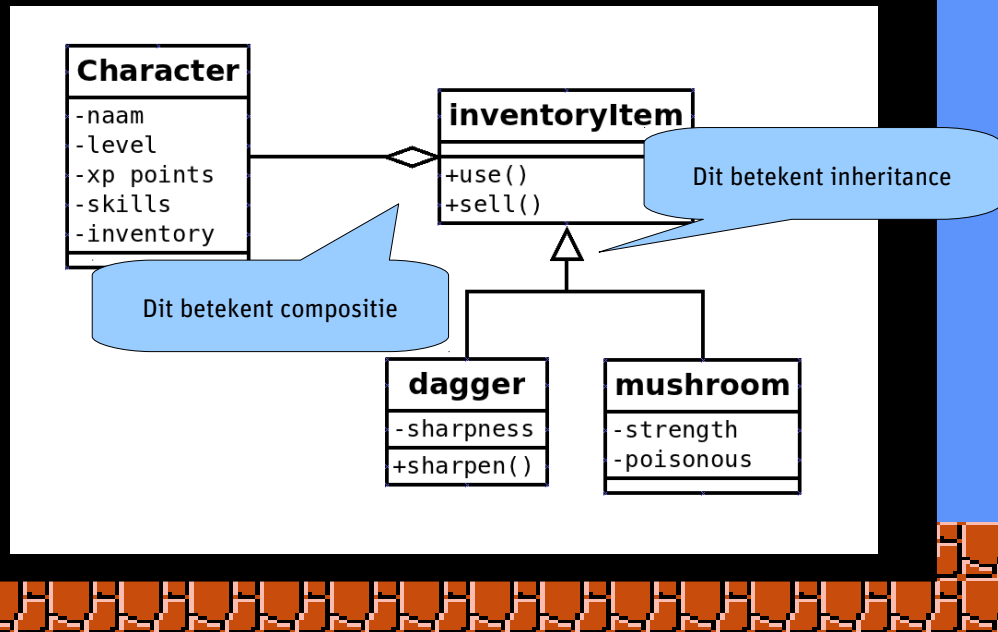 Character
-naam
-level
-xp points
-skills
-inventory
inventoryItem
+use()
+sell()
Dit betekent inheritance
Dit betekent compositie
dagger
-sharpness
+sharpen()
mushroom
-strength
-poisonous